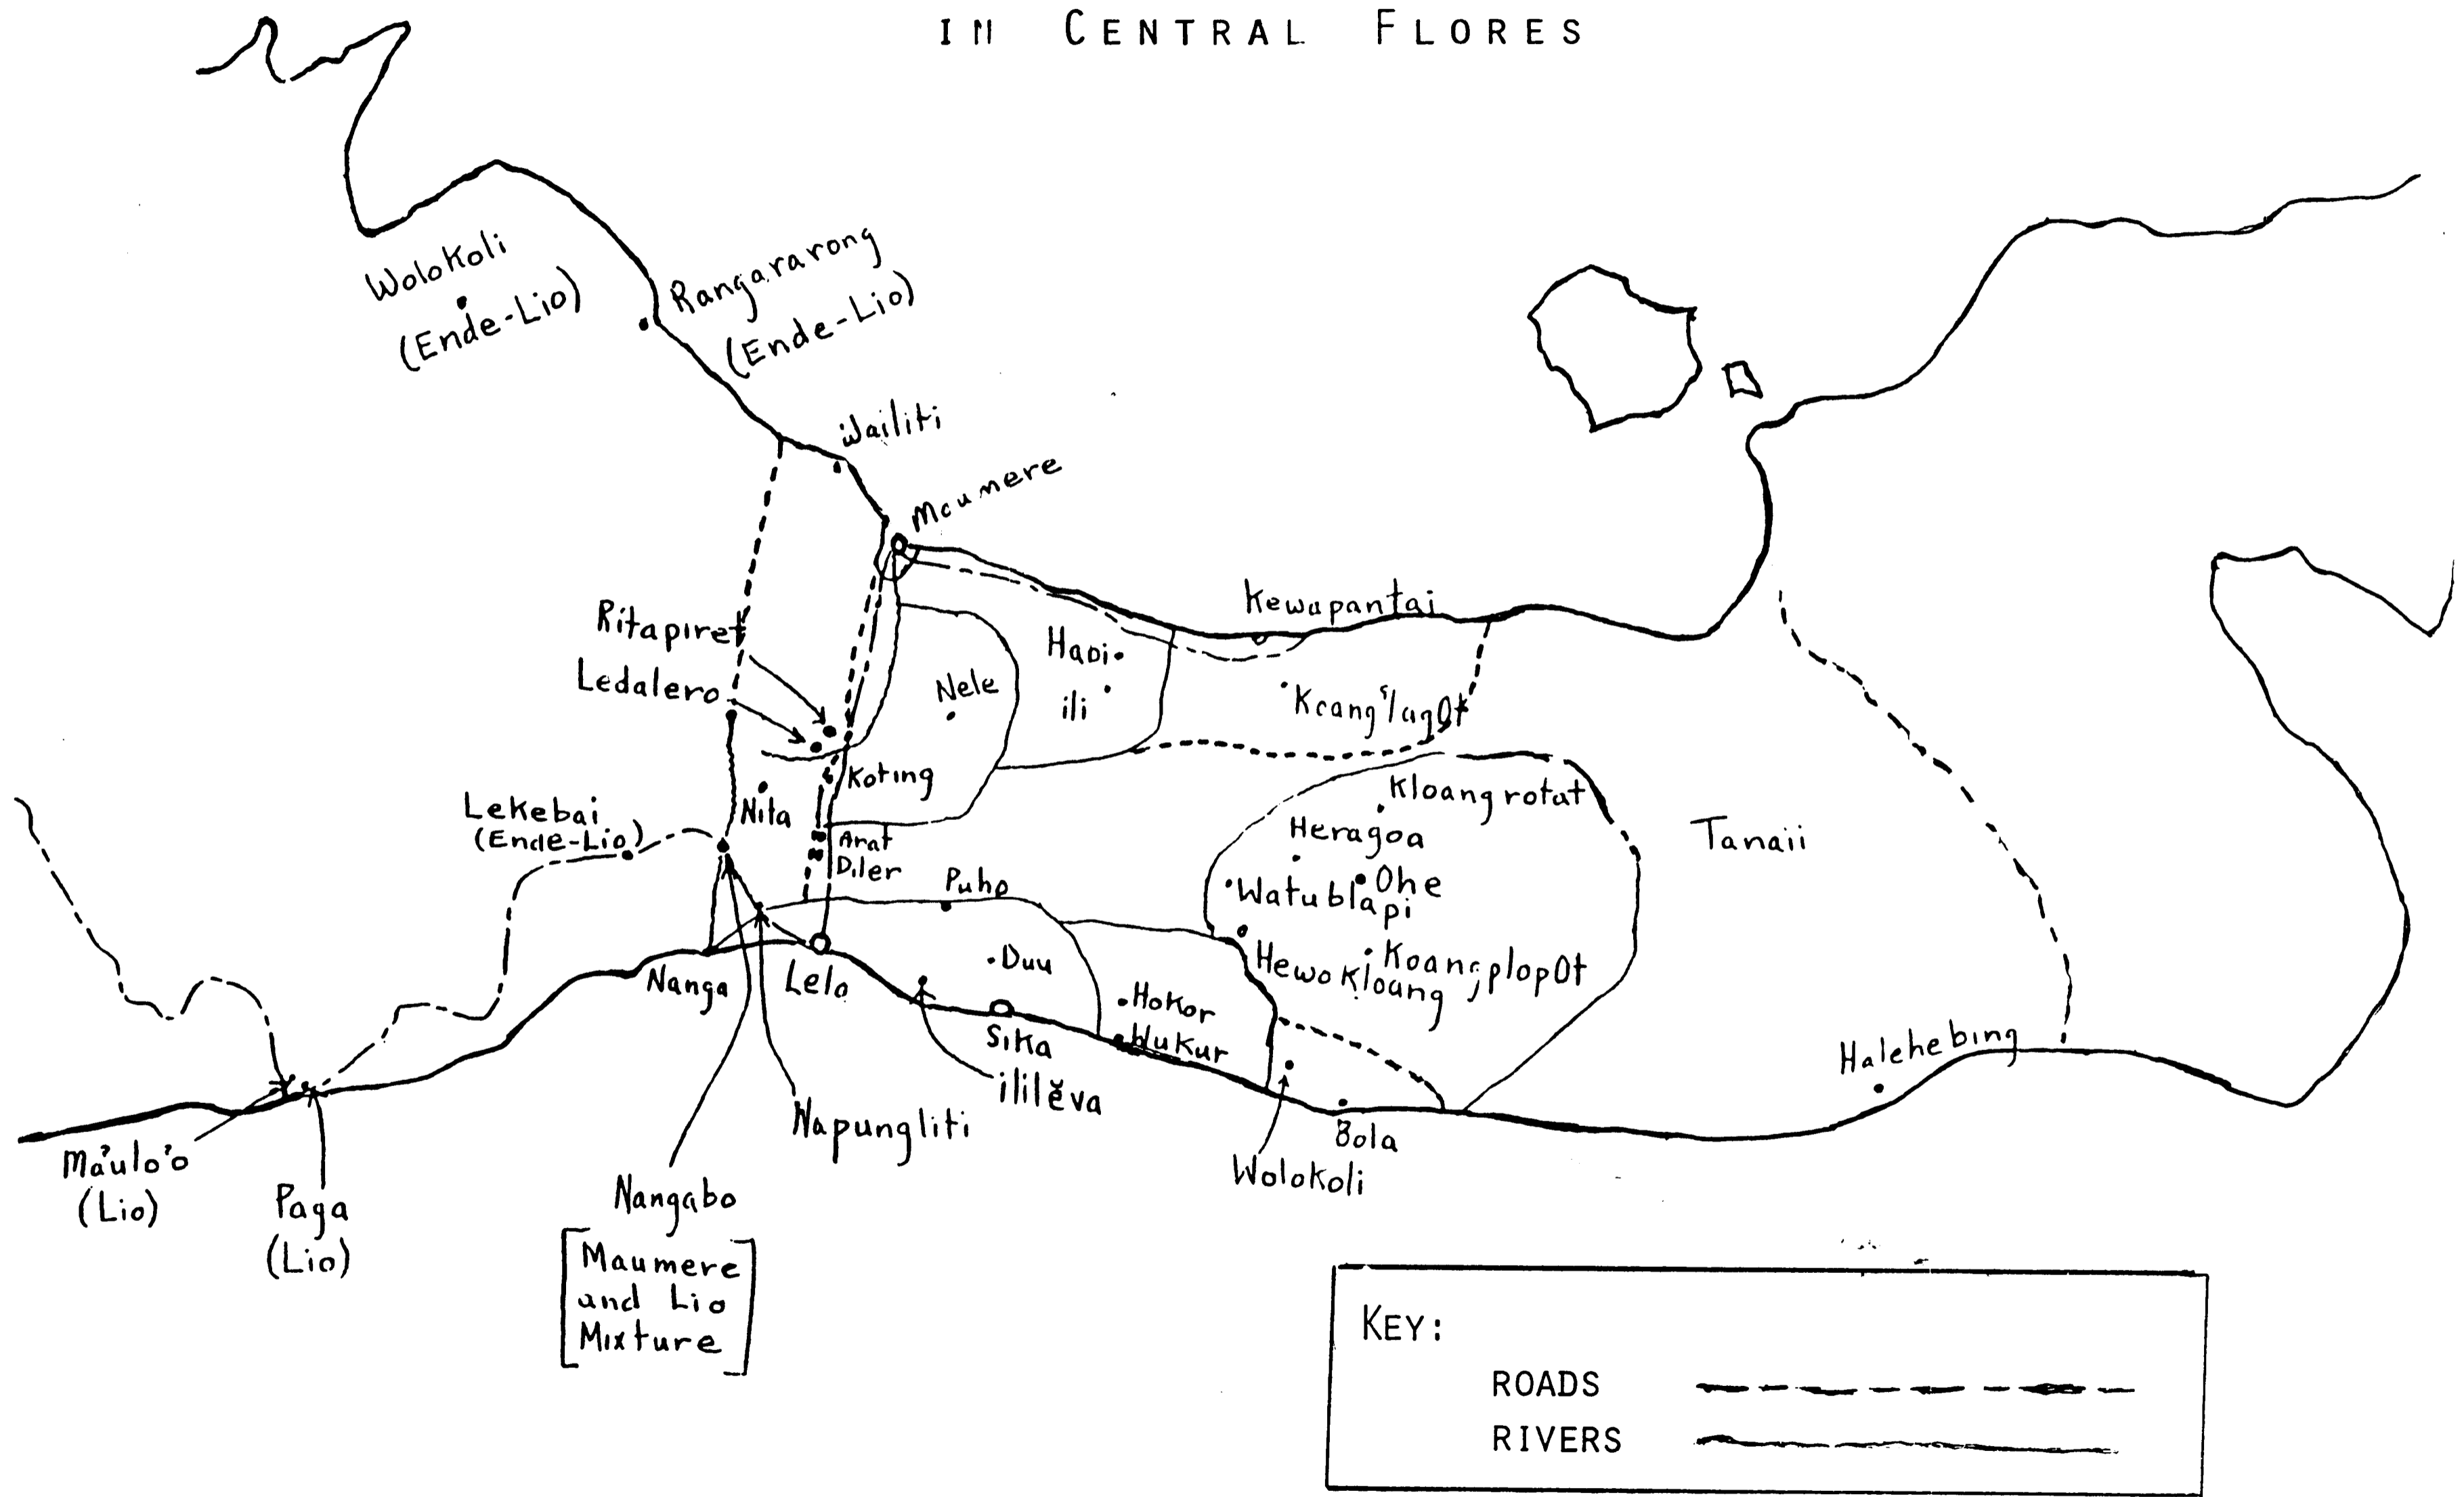 IN CENTRAL FLORES
Wolokoli
(Ende-Lio)
Rangararong
(Ende-Lio)
Wailiti
Maumere
Kewapantai
Ritapiret
Ledalero
Nele
Hapi
ili
Koting
Nita
Lekebai
(Ende-Lio)
Arat
Diler
Puho
Kloangrotat
Heragoa
Ohe
Watublapi
Tanaii
Duu
Hewokloang
Nanga
Lelo
Hokor
Wukur
Sika
ililĕva
Halehebing
Napungliti
Bola
Wolokoli
Ma'ulo'o
(Lio)
Paga
(Lio)
Nangabo
[Maumere
and Lio
Mixture]
KEY:
ROADS
RIVERS